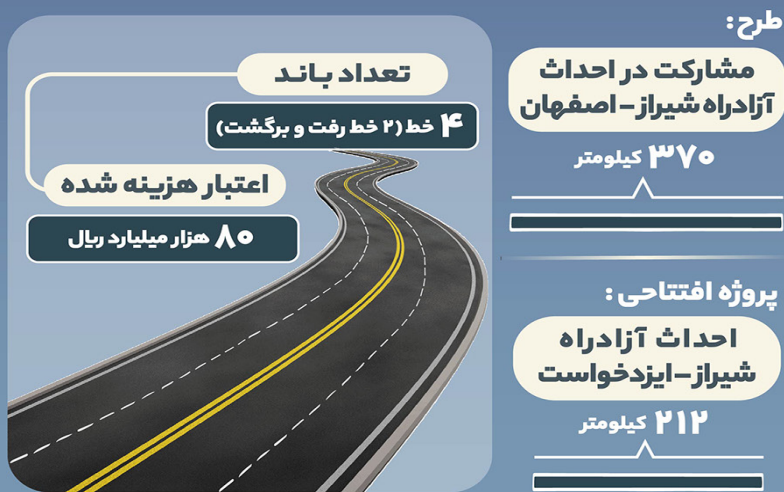 طرح:
مشارکت در احداث
آزادراه شیراز-اصفهان
۳۷۰ کیلومتر
پروژه افتتاحی:
احداث آزادراه
شیراز-ایزدخواست
۲۱۲ کیلومتر
تعداد باند
۴ خط (۲ خط رفت و برگشت)
اعتبار هزینه شده
۸۰ هزار میلیارد ریال